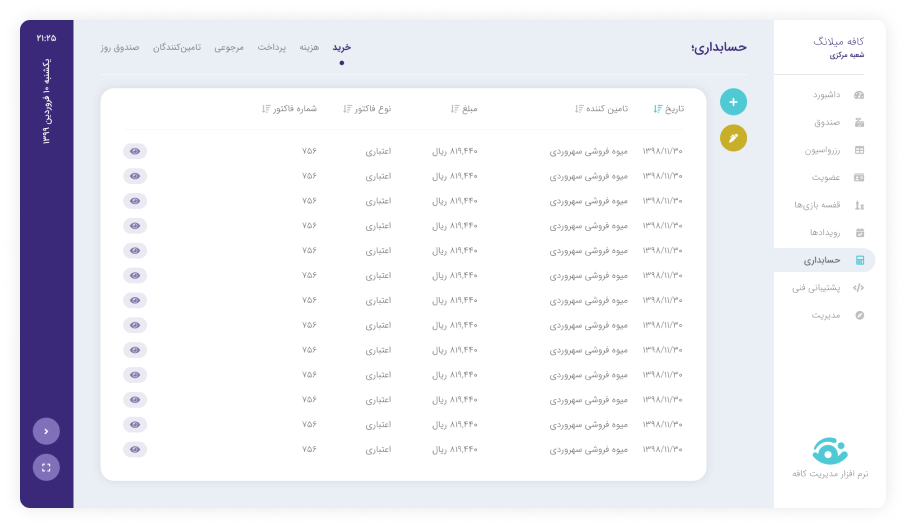 کافه میلانگ
شعبه مرکزی
داشبورد
صندوق
رزرواسیون
عضویت
قفسه بازی‌ها
رویدادها
حسابداری
پشتیبانی فنی
مدیریت
نرم افزار مدیریت کافه
حسابداری؛
خرید هزینه پرداخت مرجوعی تامین‌کنندگان صندوق روز
تاریخ تامین کننده مبلغ نوع فاکتور شماره فاکتور
۱۳۹۸/۱۱/۳۰ میوه فروشی سهروردی ۸۱۹,۴۴۰ ریال اعتباری ۷۵۶
۱۳۹۸/۱۱/۳۰ میوه فروشی سهروردی ۸۱۹,۴۴۰ ریال اعتباری ۷۵۶
۱۳۹۸/۱۱/۳۰ میوه فروشی سهروردی ۸۱۹,۴۴۰ ریال اعتباری ۷۵۶
۱۳۹۸/۱۱/۳۰ میوه فروشی سهروردی ۸۱۹,۴۴۰ ریال اعتباری ۷۵۶
۱۳۹۸/۱۱/۳۰ میوه فروشی سهروردی ۸۱۹,۴۴۰ ریال اعتباری ۷۵۶
۱۳۹۸/۱۱/۳۰ میوه فروشی سهروردی ۸۱۹,۴۴۰ ریال اعتباری ۷۵۶
۱۳۹۸/۱۱/۳۰ میوه فروشی سهروردی ۸۱۹,۴۴۰ ریال اعتباری ۷۵۶
۱۳۹۸/۱۱/۳۰ میوه فروشی سهروردی ۸۱۹,۴۴۰ ریال اعتباری ۷۵۶
۱۳۹۸/۱۱/۳۰ میوه فروشی سهروردی ۸۱۹,۴۴۰ ریال اعتباری ۷۵۶
۱۳۹۸/۱۱/۳۰ میوه فروشی سهروردی ۸۱۹,۴۴۰ ریال اعتباری ۷۵۶
۱۳۹۸/۱۱/۳۰ میوه فروشی سهروردی ۸۱۹,۴۴۰ ریال اعتباری ۷۵۶
۱۳۹۸/۱۱/۳۰ میوه فروشی سهروردی ۸۱۹,۴۴۰ ریال اعتباری ۷۵۶
۱۳۹۸/۱۱/۳۰ میوه فروشی سهروردی ۸۱۹,۴۴۰ ریال اعتباری ۷۵۶
۲۱:۲۵
یکشنبه ۱۰ فروردین ۱۳۹۹